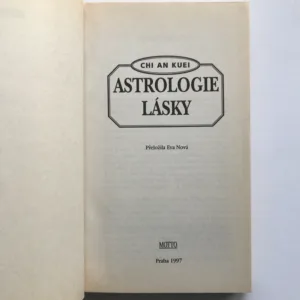 CHI AN KUEI
ASTROLOGIE
LÁSKY
Přeložila Eva Nová
MOTTO
Praha 1997